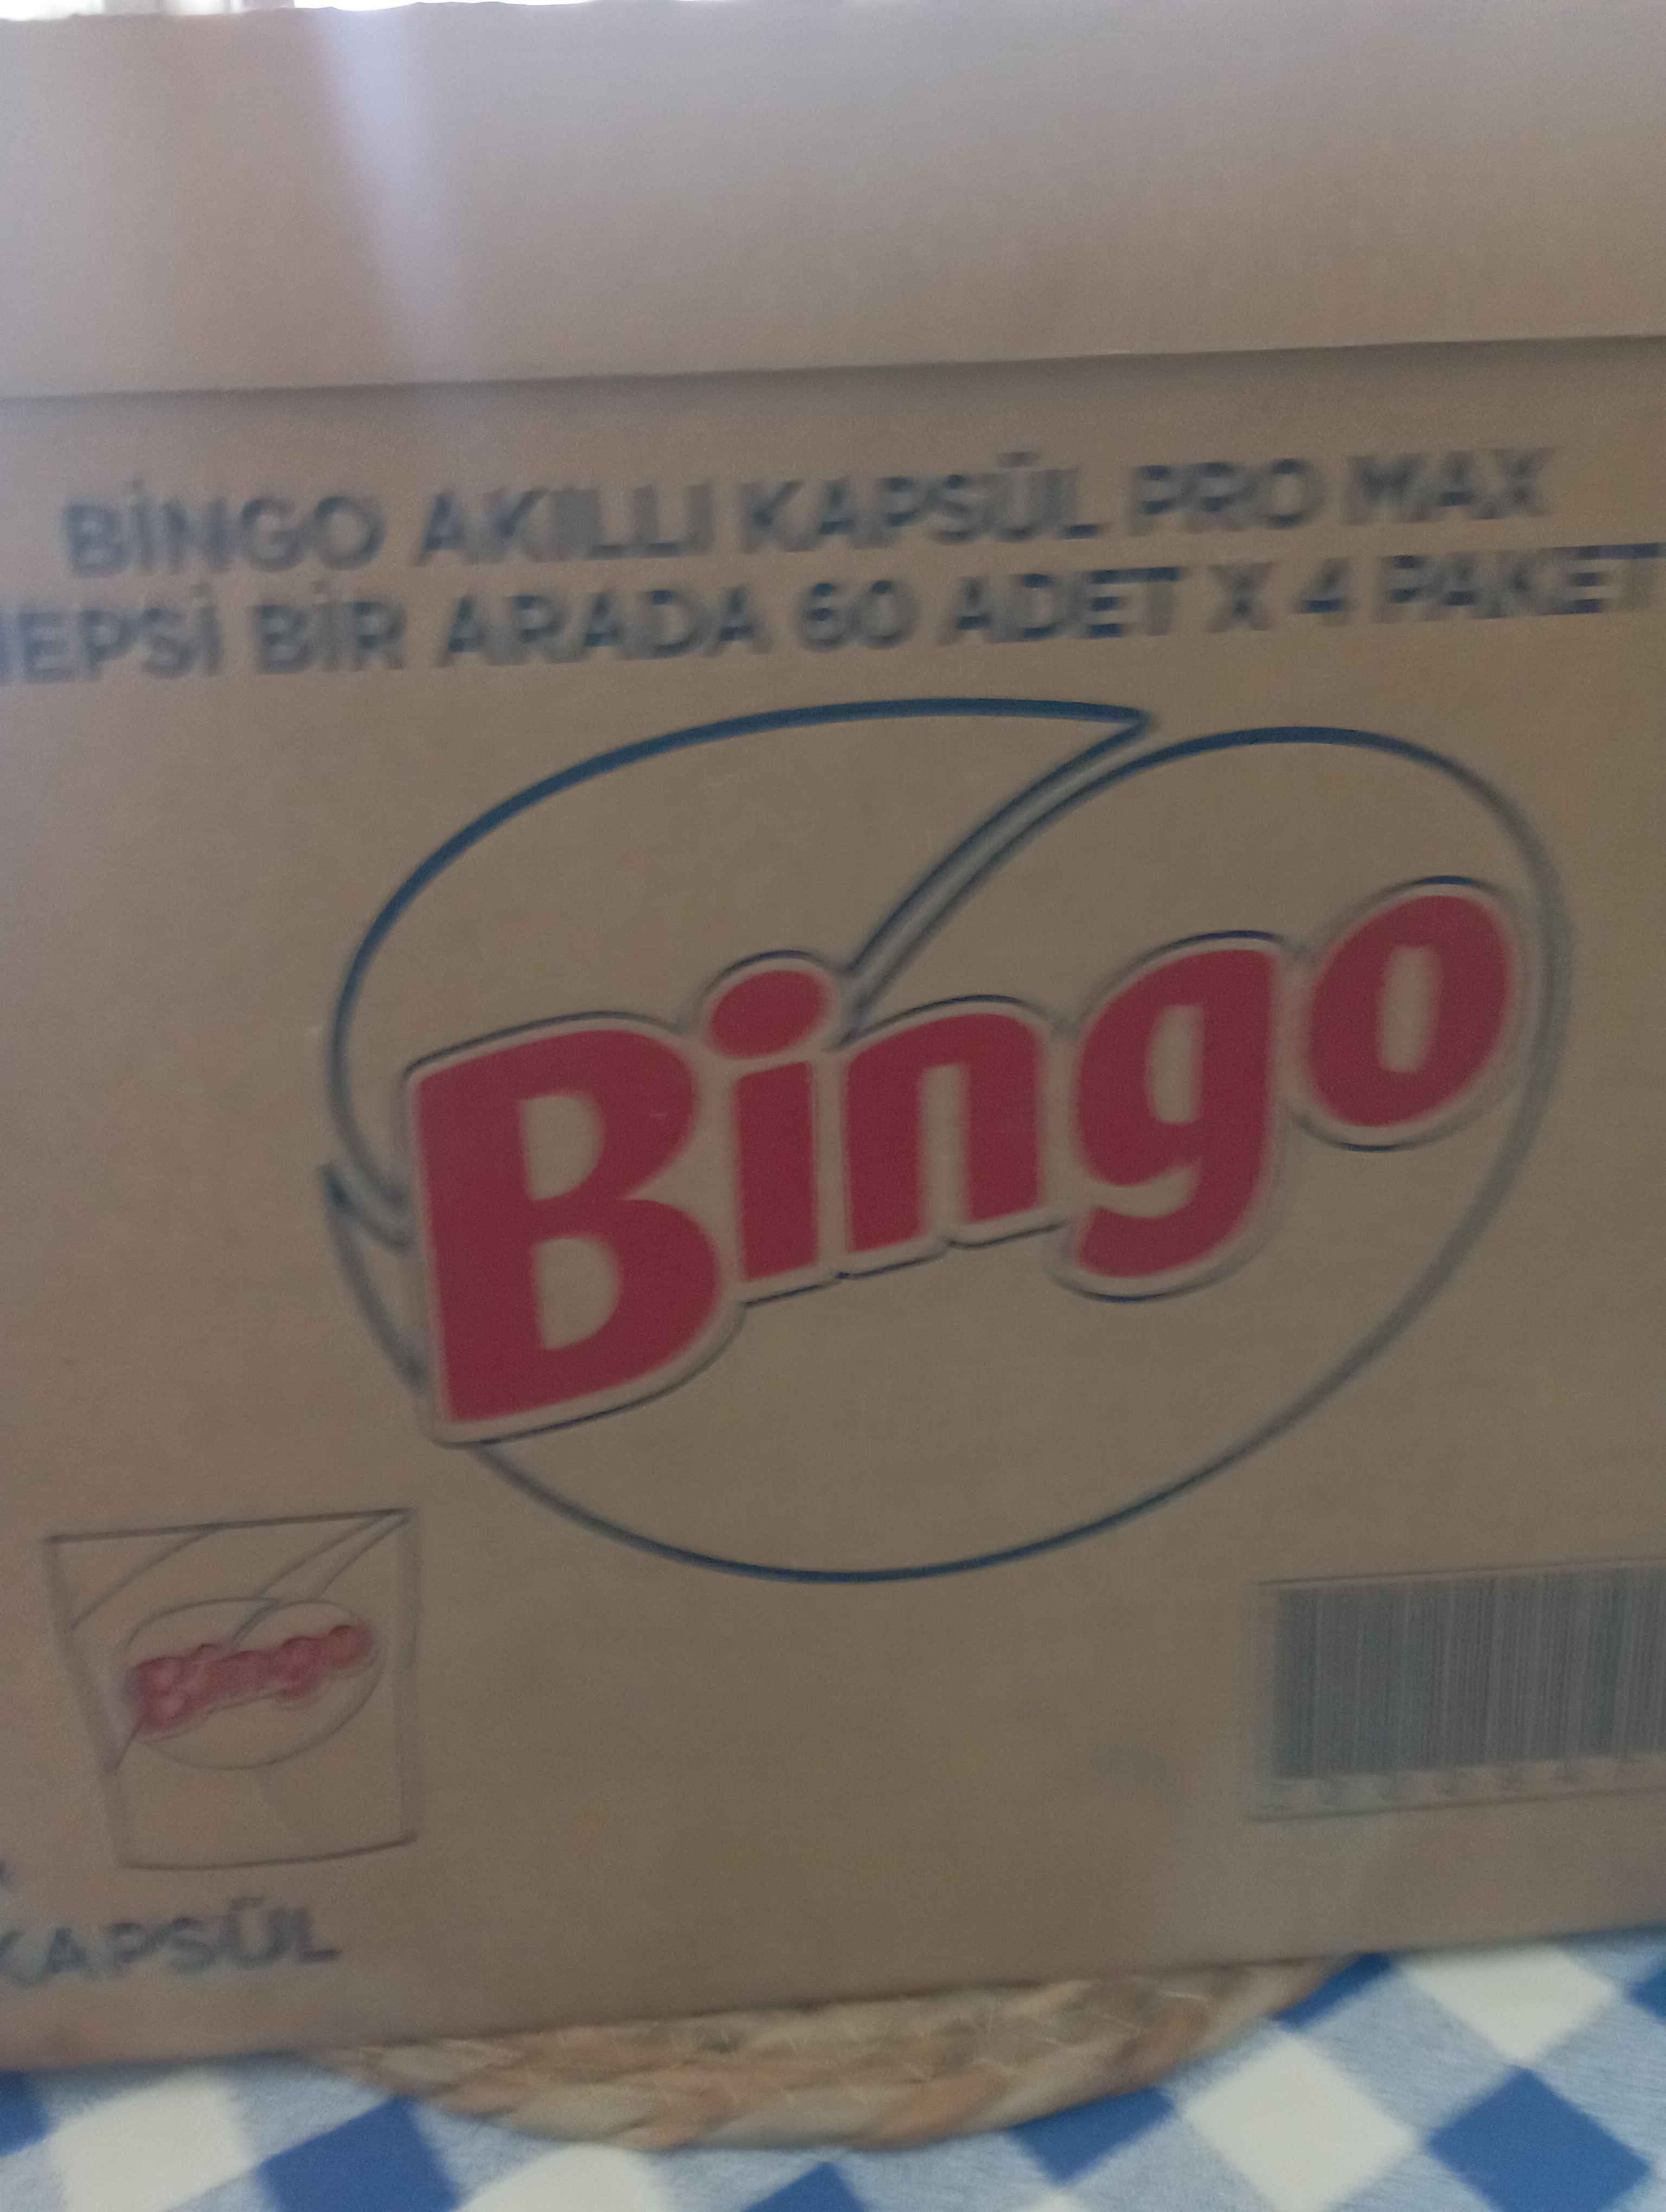 BİNGO AKILLI KAPSÜL PRO MAX
HEPSİ BİR ARADA 60 ADET X 4 PAKET
Bingo
Bingo
KAPSÜL